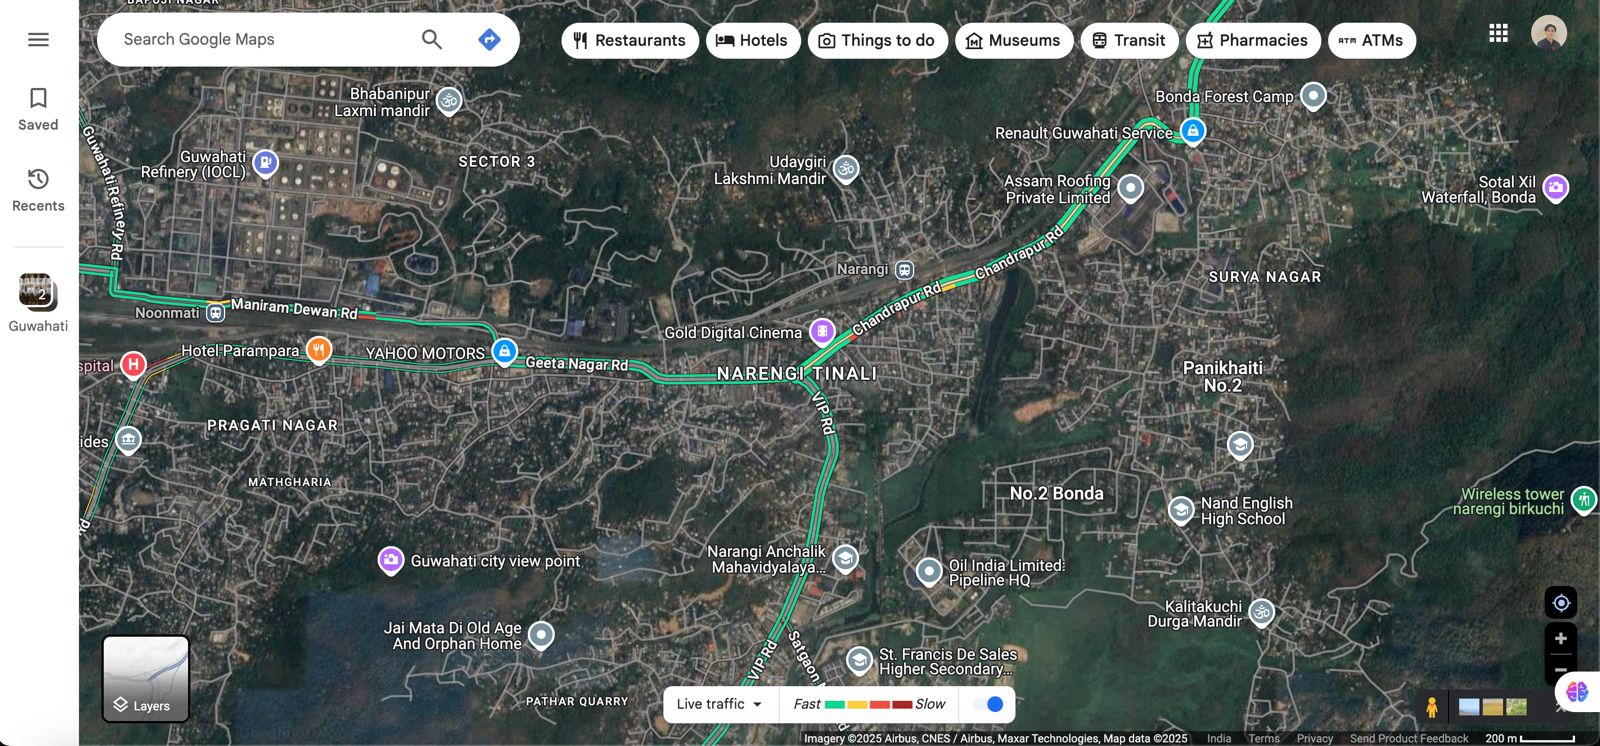 BAPUJI NAGAR
Search Google Maps
Restaurants
Hotels
Things to do
Museums
Transit
Pharmacies
ATMs
Saved
Recents
2
Guwahati
Bhabanipur
Laxmi mandir
Bonda Forest Camp
Renault Guwahati Service
Guwahati Refinery Rd
Guwahati
Refinery (IOCL)
SECTOR 3
Udaygiri
Lakshmi Mandir
Assam Roofing
Private Limited
Sotal Xil
Waterfall, Bonda
Narangi
Chandrapur Rd
SURYA NAGAR
Chandrapur Rd
Maniram Dewan Rd
Noonmati
Gold Digital Cinema
Hotel Parampara
YAHOO MOTORS
Geeta Nagar Rd
NARENGI TINALI
spital
H
Panikhaiti
No.2
VIP Rd
PRAGATI NAGAR
ides
MATHGHARIA
No.2 Bonda
Nand English
High School
Wireless tower
narengi birkuchi
Rd
Guwahati city view point
Narangi Anchalik
Mahavidyalaya...
Oil India Limited:
Pipeline HQ
Kalitakuchi
Durga Mandir
Jai Mata Di Old Age
And Orphan Home
VIP Rd
Satgaon
St. Francis De Sales
Higher Secondary...
PATHAR QUARRY
Layers
Live traffic
Fast
Slow
Rd
Imagery ©2025 Airbus, CNES / Airbus, Maxar Technologies, Map data ©2025
India
Terms
Privacy
Send Product Feedback
200 m